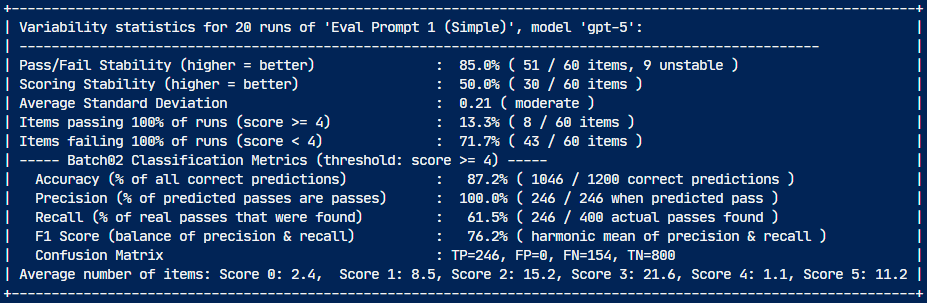 Variability statistics for 20 runs of 'Eval Prompt 1 (Simple)', model 'gpt-5':
Pass/Fail Stability (higher = better) : 85.0% ( 51 / 60 items, 9 unstable )
Scoring Stability (higher = better) : 50.0% ( 30 / 60 items )
Average Standard Deviation : 0.21 ( moderate )
Items passing 100% of runs (score >= 4) : 13.3% ( 8 / 60 items )
Items failing 100% of runs (score < 4) : 71.7% ( 43 / 60 items )
----- Batch02 Classification Metrics (threshold: score >= 4) -----
Accuracy (% of all correct predictions) : 87.2% ( 1046 / 1200 correct predictions )
Precision (% of predicted passes are passes) : 100.0% ( 246 / 246 when predicted pass )
Recall (% of real passes that were found) : 61.5% ( 246 / 400 actual passes found )
F1 Score (balance of precision & recall) : 76.2% ( harmonic mean of precision & recall )
Confusion Matrix : TP=246, FP=0, FN=154, TN=800
Average number of items: Score 0: 2.4, Score 1: 8.5, Score 2: 15.2, Score 3: 21.6, Score 4: 1.1, Score 5: 11.2